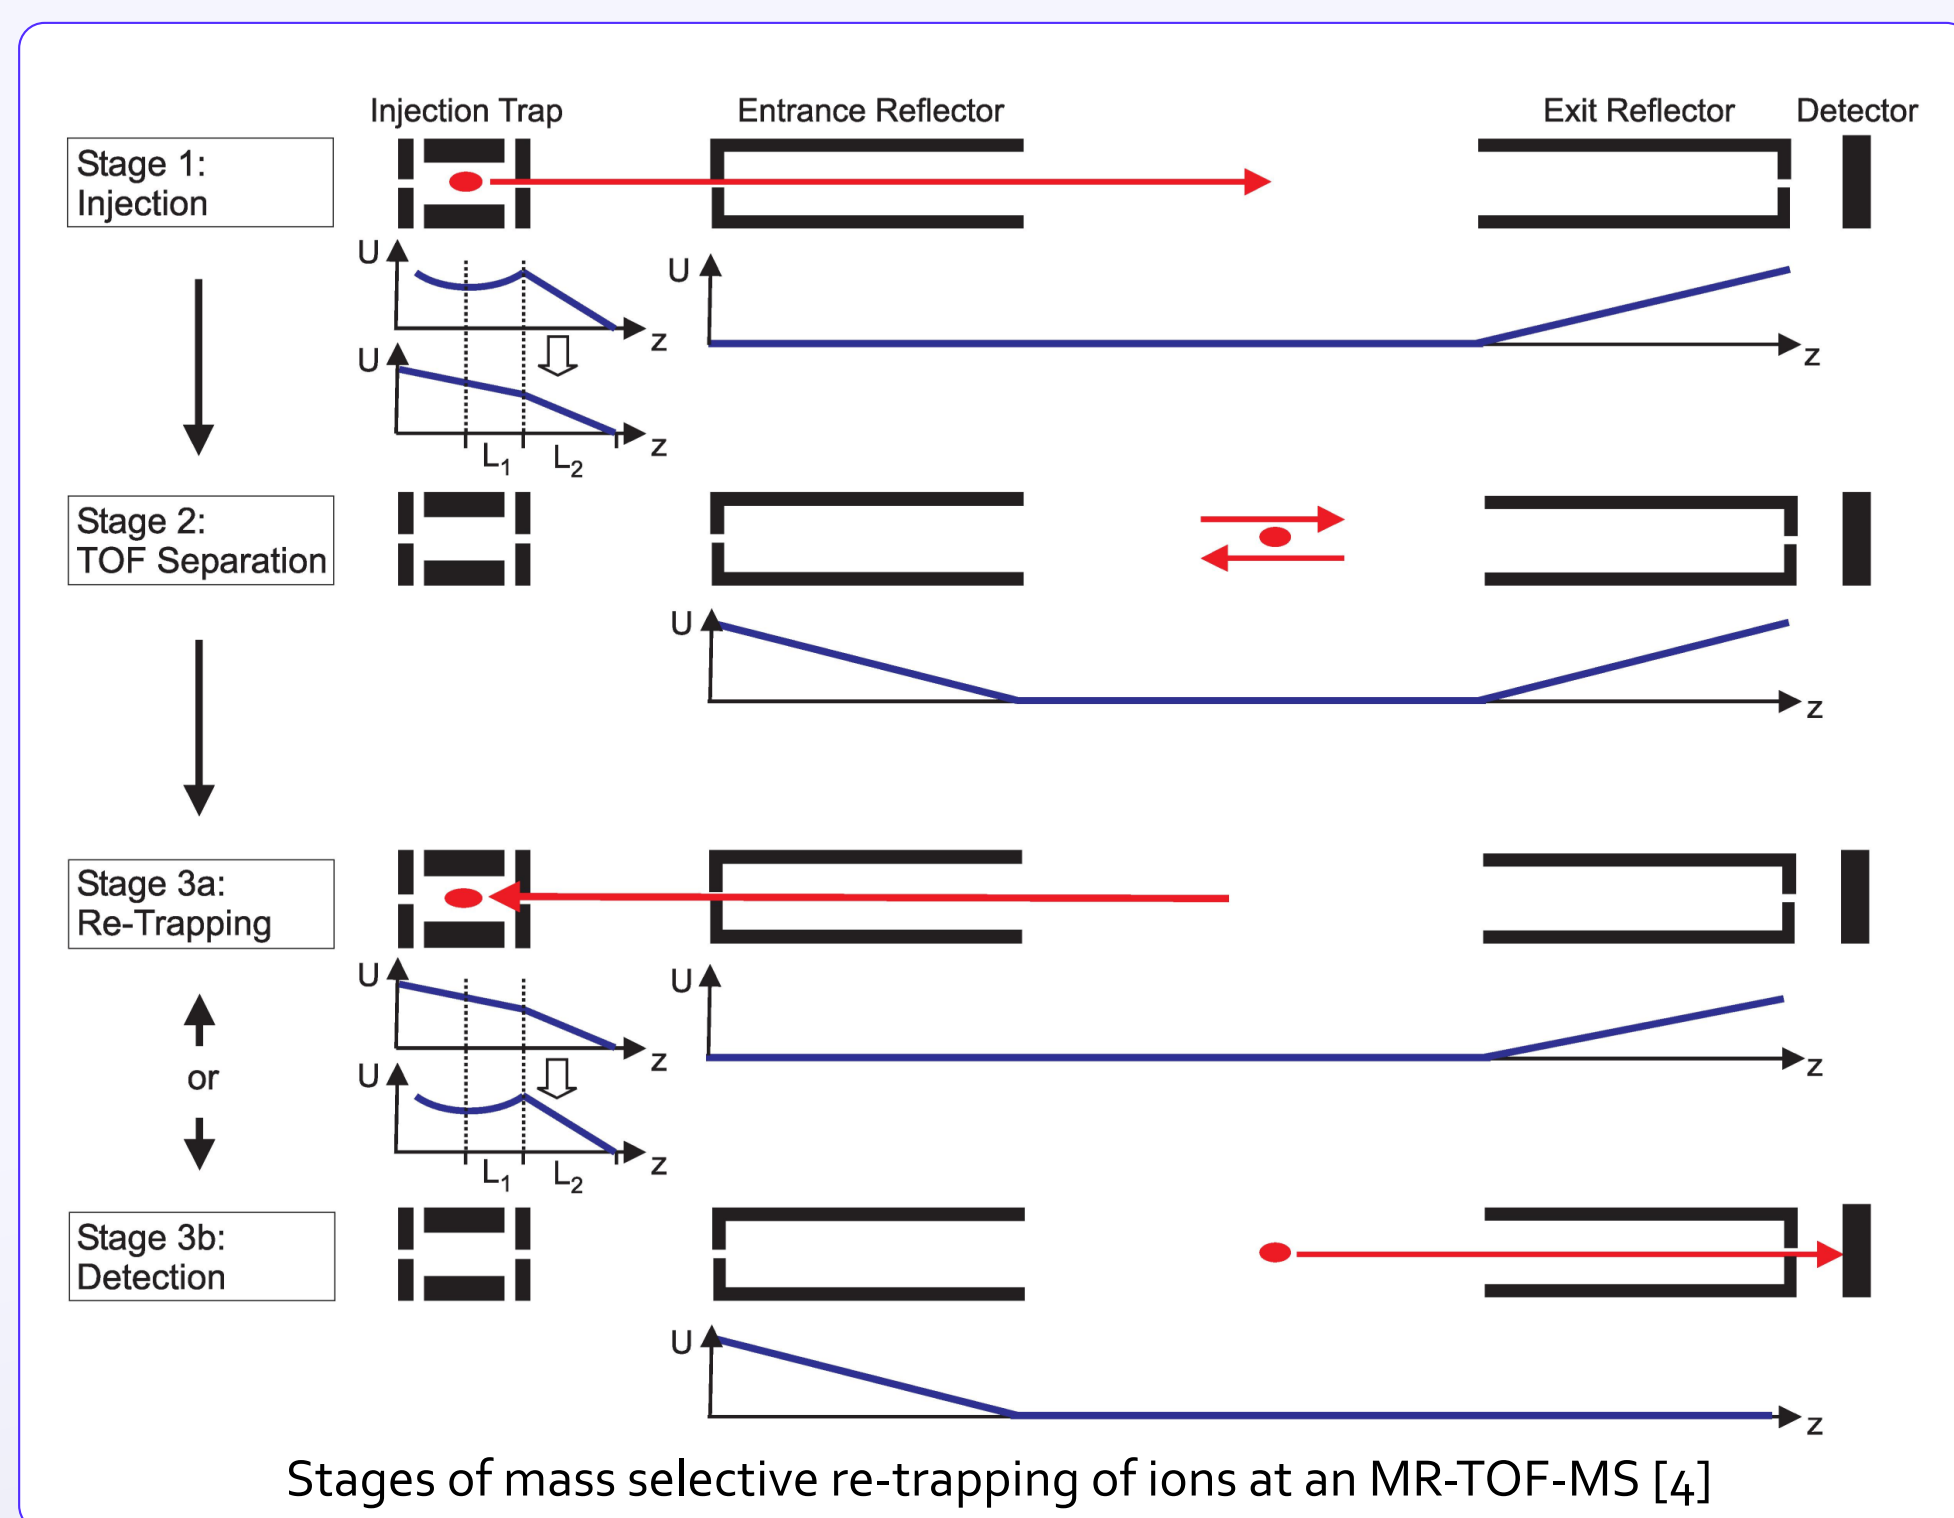 Injection Trap
Entrance Reflector
Exit Reflector
Detector
Stage 1:
Injection
U
z
U
z
U
z
L1
L2
Stage 2:
TOF Separation
U
z
Stage 3a:
Re-Trapping
U
z
U
z
or
U
z
L1
L2
Stage 3b:
Detection
U
z
Stages of mass selective re-trapping of ions at an MR-TOF-MS [4]